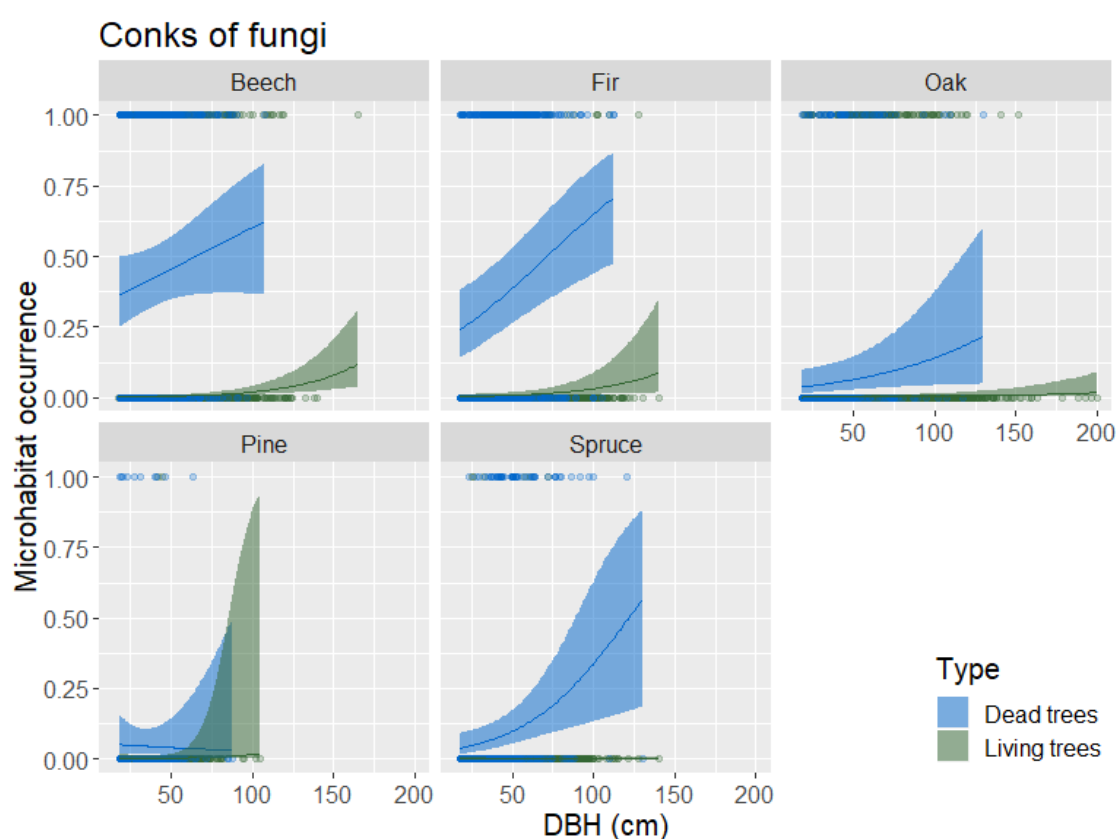 Conks of fungi
Beech
Fir
Oak
1.00
0.75
0.50
0.25
0.00
50 100 150 200
Pine
Spruce
1.00
0.75
0.50
0.25
0.00
50 100 150 200
50 100 150 200
Microhabitat occurrence
DBH (cm)
Type
Dead trees
Living trees